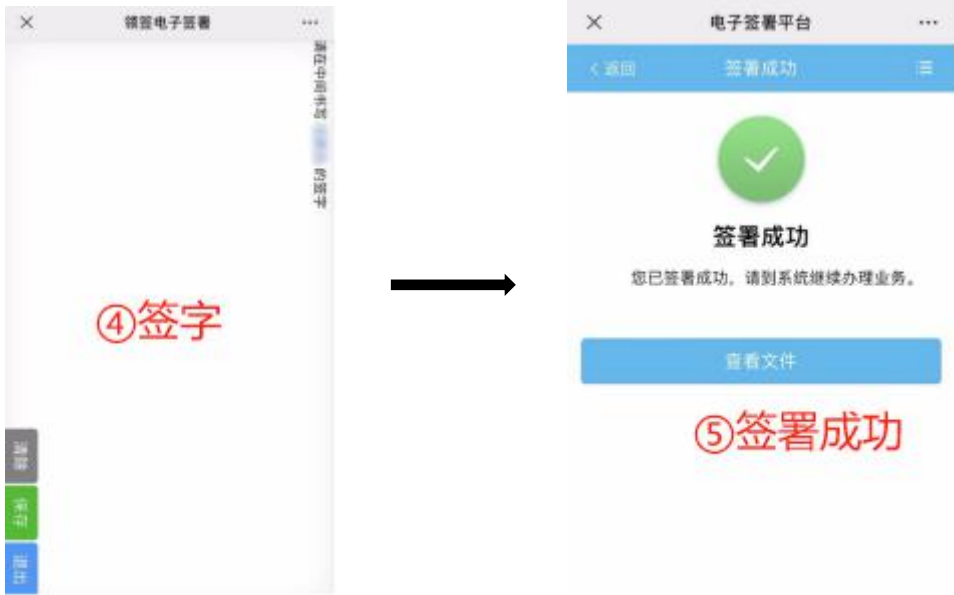 领签电子签署
请在中间书写
的签字
④签字
清除
保存
退出
电子签署平台
<返回
签署成功
签署成功
您已签署成功，请到系统继续办理业务。
查看文件
⑤签署成功